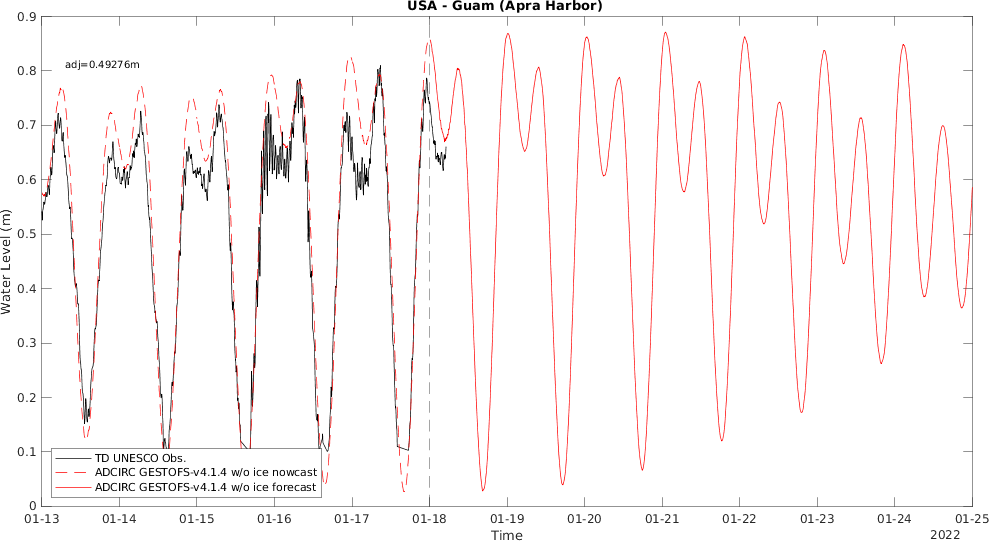 USA - Guam (Apra Harbor)
0.9
0.8
0.7
0.6
0.5
0.4
0.3
0.2
0.1
0
Water Level (m)
adj=0.49276m
TD UNESCO Obs.
ADCIRC GESTOFS-v4.1.4 w/o ice nowcast
ADCIRC GESTOFS-v4.1.4 w/o ice forecast
01-13 01-14 01-15 01-16 01-17 01-18 01-19 01-20 01-21 01-22 01-23 01-24 01-25
Time
2022